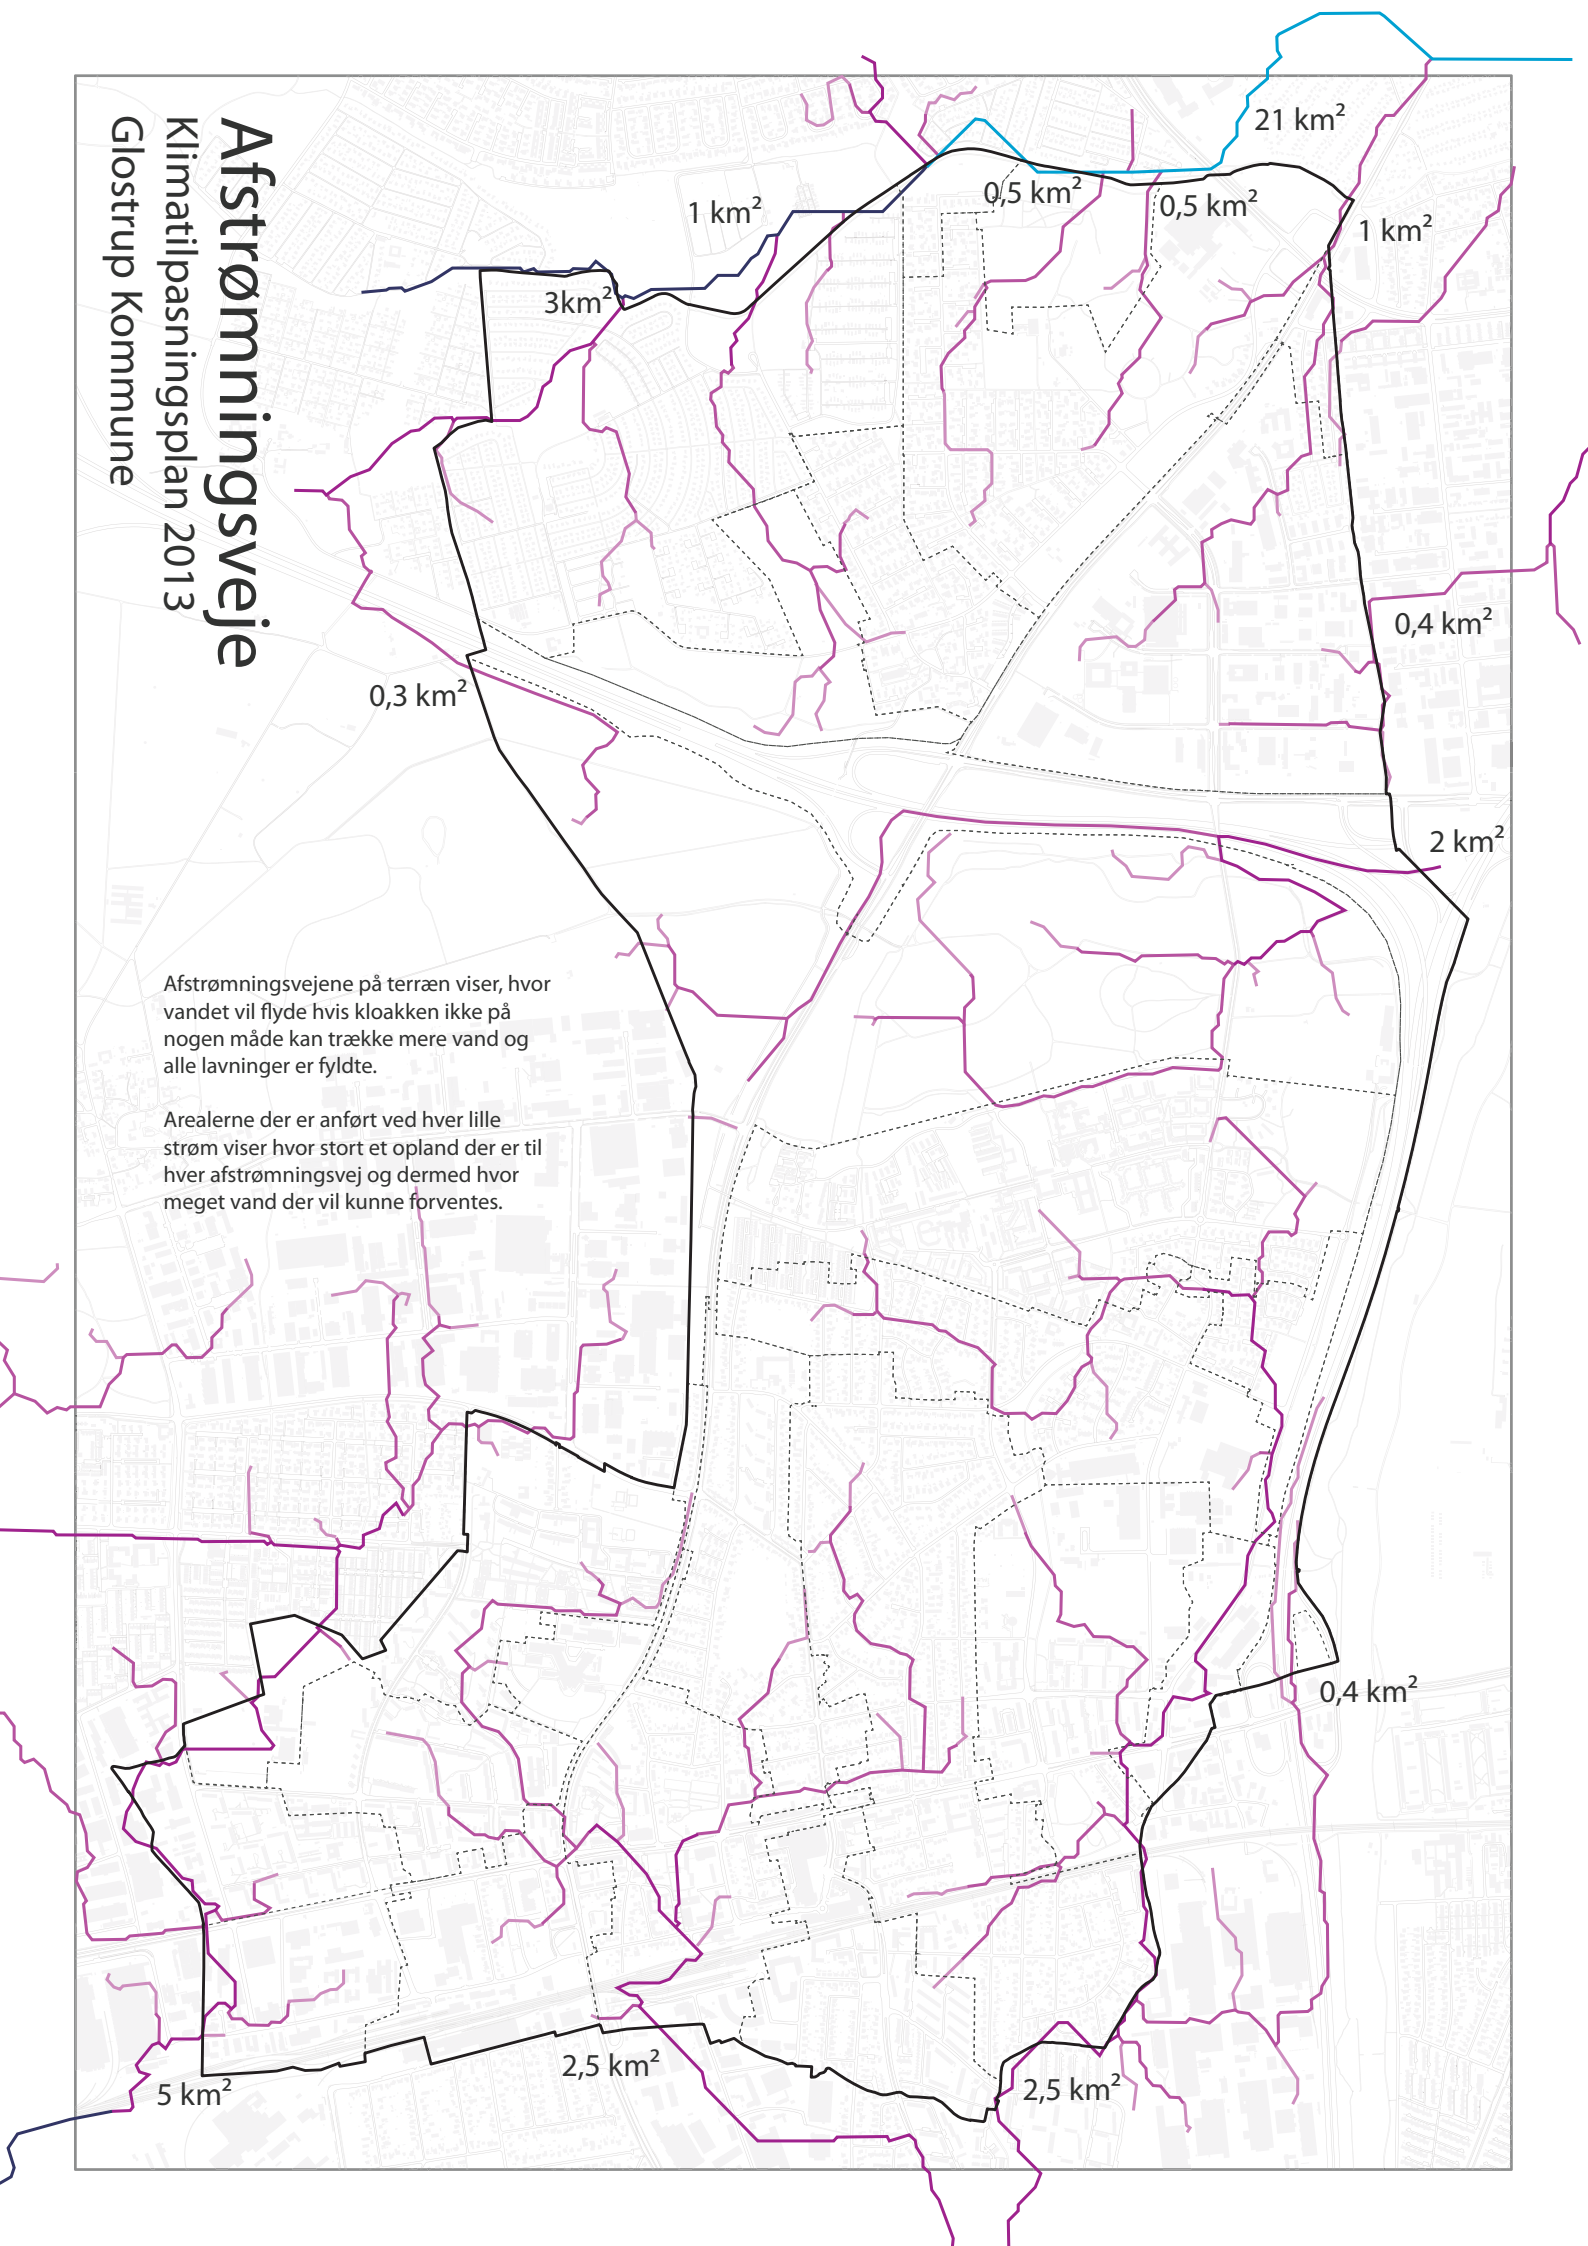 Afstrømningsveje
Klimatilpasningsplan 2013
Glostrup Kommune
21 km²
1 km²
0,5 km²
0,5 km²
1 km²
3km²
0,4 km²
0,3 km²
2 km²
Afstrømningsvejene på terræn viser, hvor
vandet vil flyde hvis kloakken ikke på
nogen måde kan trække mere vand og
alle lavninger er fyldte.
Arealerne der er anført ved hver lille
strøm viser hvor stort et opland der er til
hver afstrømningsvej og dermed hvor
meget vand der vil kunne forventes.
0,4 km²
2,5 km²
2,5 km²
5 km²